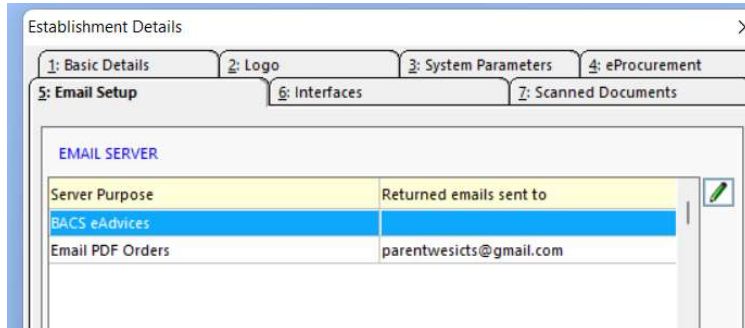 Establishment Details
1: Basic Details 2: Logo 3: System Parameters 4: eProcurement
5: Email Setup 6: Interfaces 7: Scanned Documents
EMAIL SERVER
Server Purpose Returned emails sent to
BACS eAdvices
Email PDF Orders parentwesicts@gmail.com